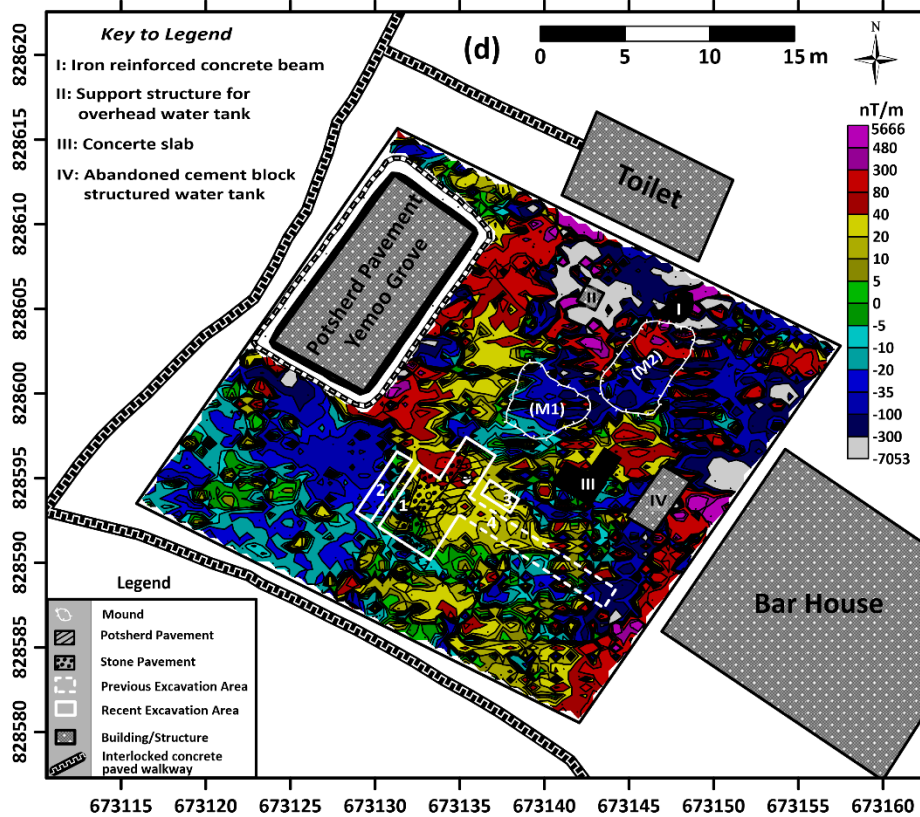 Key to Legend
I: Iron reinforced concrete beam
II: Support structure for
overhead water tank
III: Concerte slab
IV: Abandoned cement block
structured water tank
(d)
0 5 10 15 m
N
nT/m
5666
480
300
80
40
20
10
5
0
-5
-10
-20
-35
-100
-300
-7053
Toilet
Potsherd Pavement
Yemoo Grove
II
I
(M2)
(M1)
2
1
3
III
IV
Bar House
Legend
Mound
Potsherd Pavement
Stone Pavement
Previous Excavation Area
Recent Excavation Area
Building/Structure
Interlocked concrete
paved walkway
828620
828615
828610
828605
828600
828595
828590
828585
828580
673115 673120 673125 673130 673135 673140 673145 673150 673155 673160